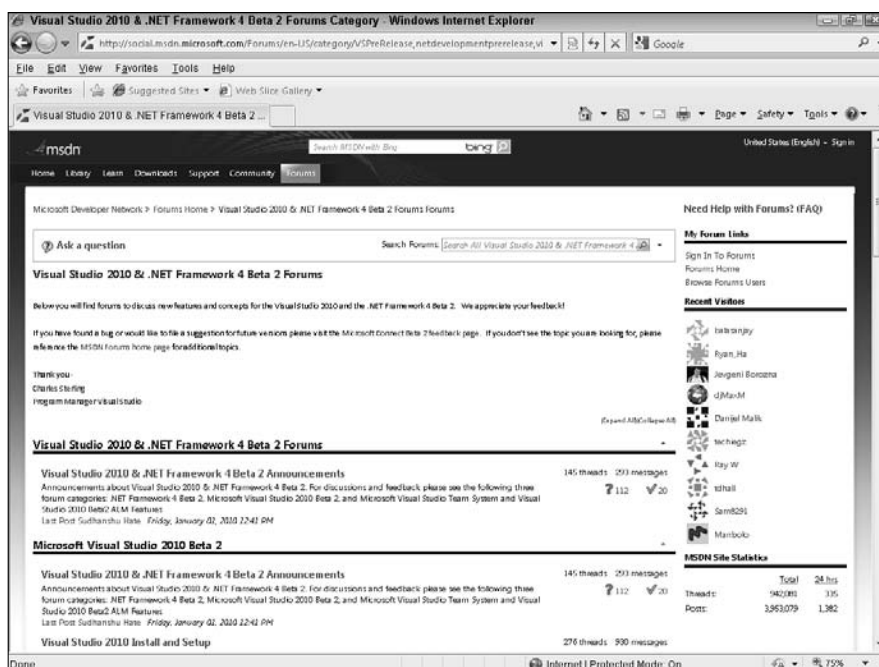 Visual Studio 2010 & .NET Framework 4 Beta 2 Forums Category - Windows Internet Explorer
http://social.msdn.microsoft.com/Forums/en-US/category/VSPreRelease,netdevelopmentprerelease,vi
Google
File Edit View Favorites Tools Help
Favorites Suggested Sites Web Slice Gallery
Visual Studio 2010 & .NET Framework 4 Beta 2 ...
Page Safety Tools
msdn
Search MSDN with Bing
bing
United States (English) - Sign in
Home Library Learn Downloads Support Community Forums
Microsoft Developer Network > Forums Home > Visual Studio 2010 & .NET Framework 4 Beta 2 Forums Forums
Need Help with Forums? (FAQ)
Ask a question
Search Forums: Search All Visual Studio 2010 & .NET Framework 4
My Forum Links
Sign In To Forums
Forums Home
Browse Forums Users
Visual Studio 2010 & .NET Framework 4 Beta 2 Forums
Below you will find forums to discuss new features and concepts for the Visual Studio 2010 and the .NET Framework 4 Beta 2. We appreciate your feedback!
If you have found a bug or would like to file a suggestion for future versions please visit the Microsoft Connect Beta 2 feedback page. If you don't see the topic you are looking for, please
reference the MSDN Forums home page for additional topics.
Thank you -
Charles Sterling
Program Manager Visual Studio
(Expand All)(Collapse All)
Recent Visitors
balasanjay
Ryan_Ha
Jevgeni Borozna
djMaxM
Danijel Malik
techiegz
Ray W
tdhall
Sam8291
Manboko
Visual Studio 2010 & .NET Framework 4 Beta 2 Forums
Visual Studio 2010 & .NET Framework 4 Beta 2 Announcements
145 threads 293 messages
Announcements about Visual Studio 2010 & .NET Framework 4 Beta 2. For discussions and feedback please see the following three
forum categories: .NET Framework 4 Beta 2, Microsoft Visual Studio 2010 Beta 2, and Microsoft Visual Studio Team System and Visual
Studio 2010 Beta2 ALM Features
112 20
Last Post Sudhanshu Hate Friday, January 01, 2010 12:41 PM
Microsoft Visual Studio 2010 Beta 2
Visual Studio 2010 & .NET Framework 4 Beta 2 Announcements
145 threads 293 messages
Announcements about Visual Studio 2010 & .NET Framework 4 Beta 2. For discussions and feedback please see the following three
forum categories: .NET Framework 4 Beta 2, Microsoft Visual Studio 2010 Beta 2, and Microsoft Visual Studio Team System and Visual
Studio 2010 Beta2 ALM Features
112 20
Last Post Sudhanshu Hate Friday, January 01, 2010 12:41 PM
Visual Studio 2010 Install and Setup
276 threads 930 messages
MSDN Site Statistics
Total 24 hrs
Threads: 942,081 335
Posts: 3,953,079 1,382
Done
Internet | Protected Mode: On
75%